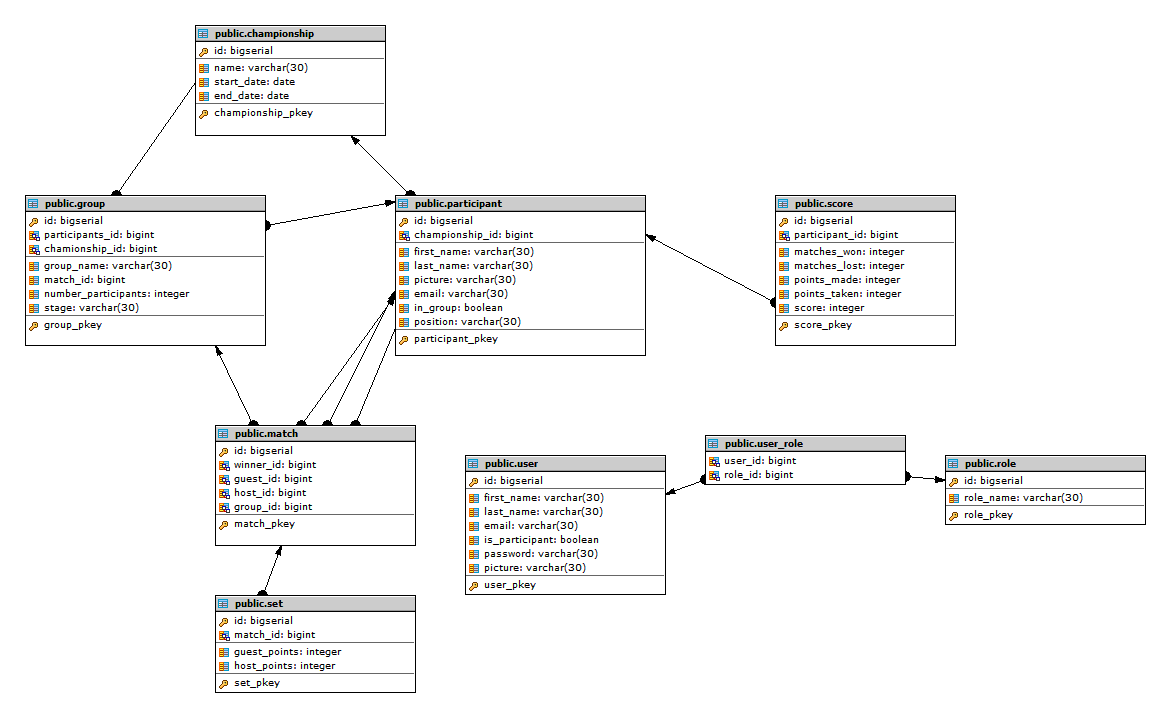 public.championship
id: bigserial
name: varchar(30)
start_date: date
end_date: date
championship_pkey
public.group
id: bigserial
participants_id: bigint
chamionship_id: bigint
group_name: varchar(30)
match_id: bigint
number_participants: integer
stage: varchar(30)
group_pkey
public.participant
id: bigserial
championship_id: bigint
first_name: varchar(30)
last_name: varchar(30)
picture: varchar(30)
email: varchar(30)
in_group: boolean
position: varchar(30)
participant_pkey
public.score
id: bigserial
participant_id: bigint
matches_won: integer
matches_lost: integer
points_made: integer
points_taken: integer
score: integer
score_pkey
public.match
id: bigserial
winner_id: bigint
guest_id: bigint
host_id: bigint
group_id: bigint
match_pkey
public.user
id: bigserial
first_name: varchar(30)
last_name: varchar(30)
email: varchar(30)
is_participant: boolean
password: varchar(30)
picture: varchar(30)
user_pkey
public.user_role
user_id: bigint
role_id: bigint
public.role
id: bigserial
role_name: varchar(30)
role_pkey
public.set
id: bigserial
match_id: bigint
guest_points: integer
host_points: integer
set_pkey